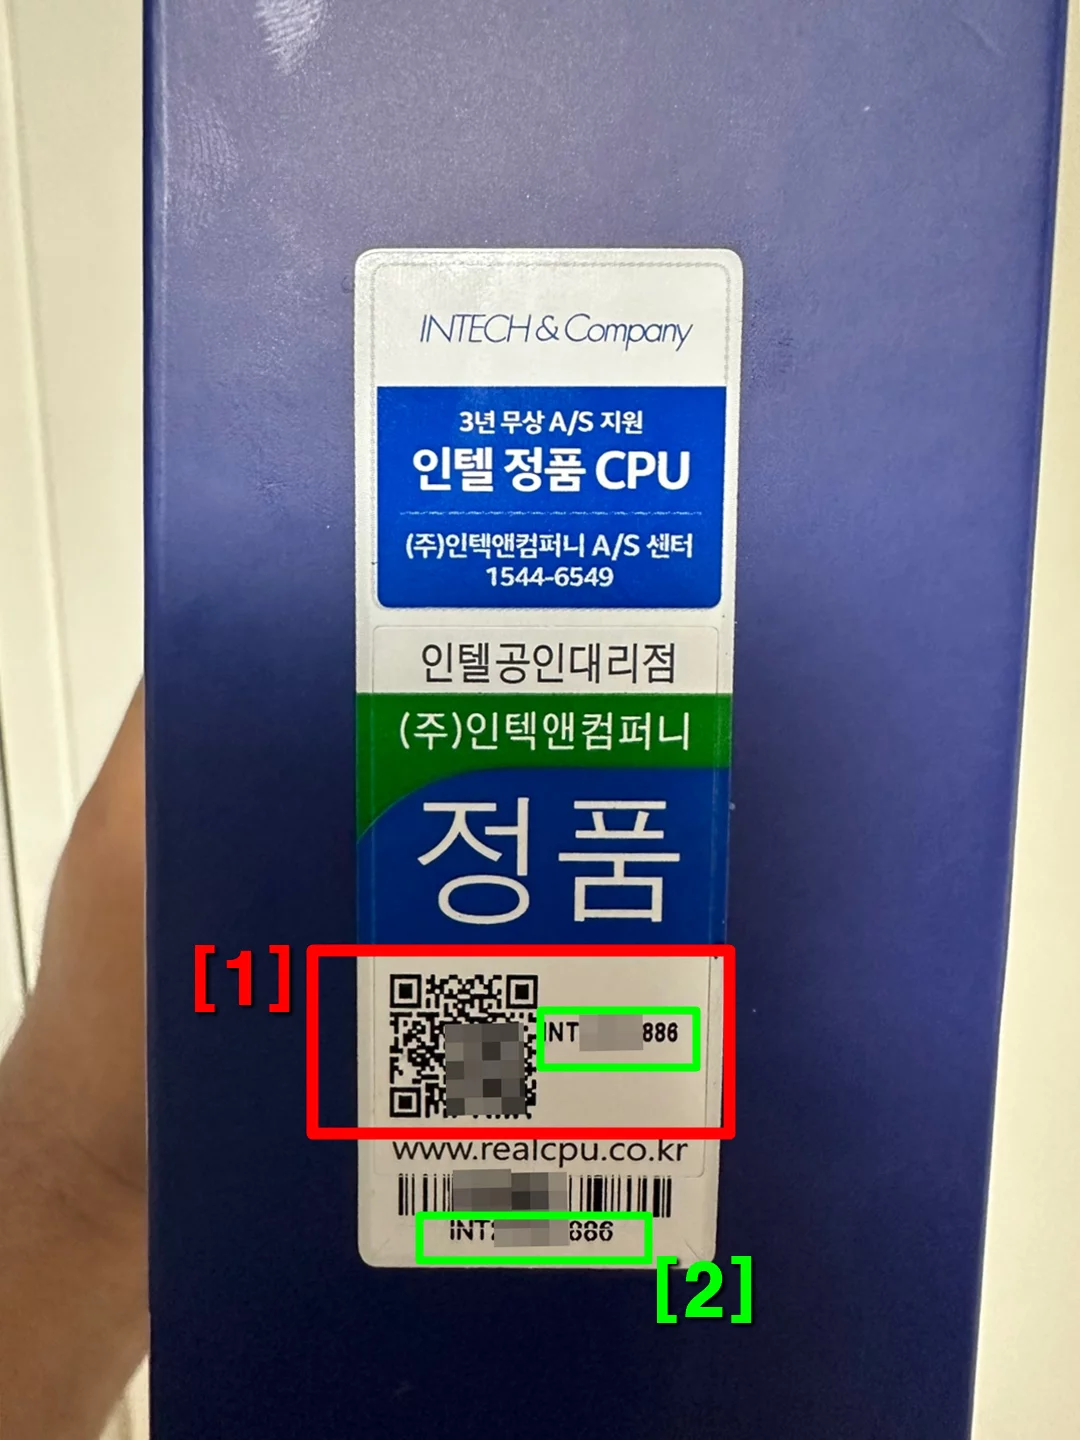 INTECH & Company
3년 무상 A/S 지원
인텔 정품 CPU
(주)인텍앤컴퍼니 A/S 센터
1544-6549
인텔공인대리점
(주)인텍앤컴퍼니
정품
[1]
INT 886
www.realcpu.co.kr
INT 886
[2]